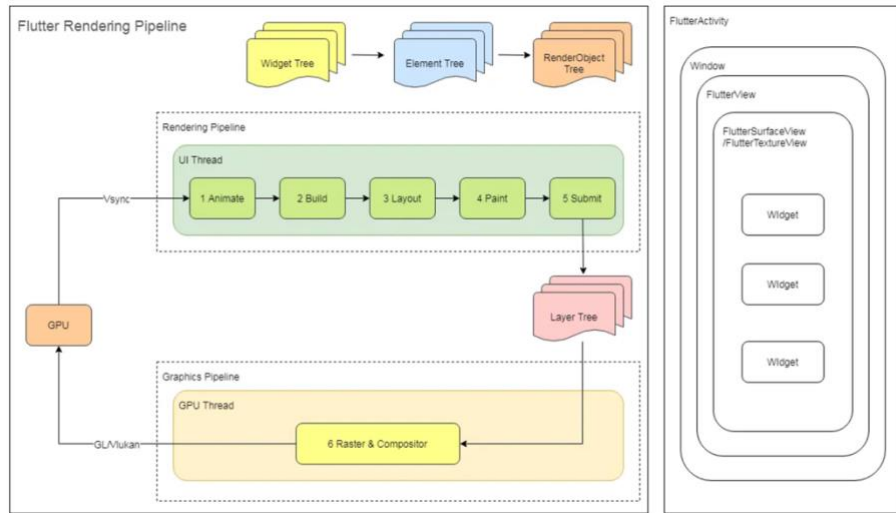 Flutter Rendering Pipeline
Widget Tree
Element Tree
RenderObject
Tree
Rendering Pipeline
UI Thread
Vsync
1 Animate
2 Build
3 Layout
4 Paint
5 Submit
GPU
Layer Tree
Graphics Pipeline
GPU Thread
GL/Vlukan
6 Raster & Compositor
FlutterActivity
Window
FlutterView
FlutterSurfaceView
/FlutterTextureView
Widget
Widget
Widget